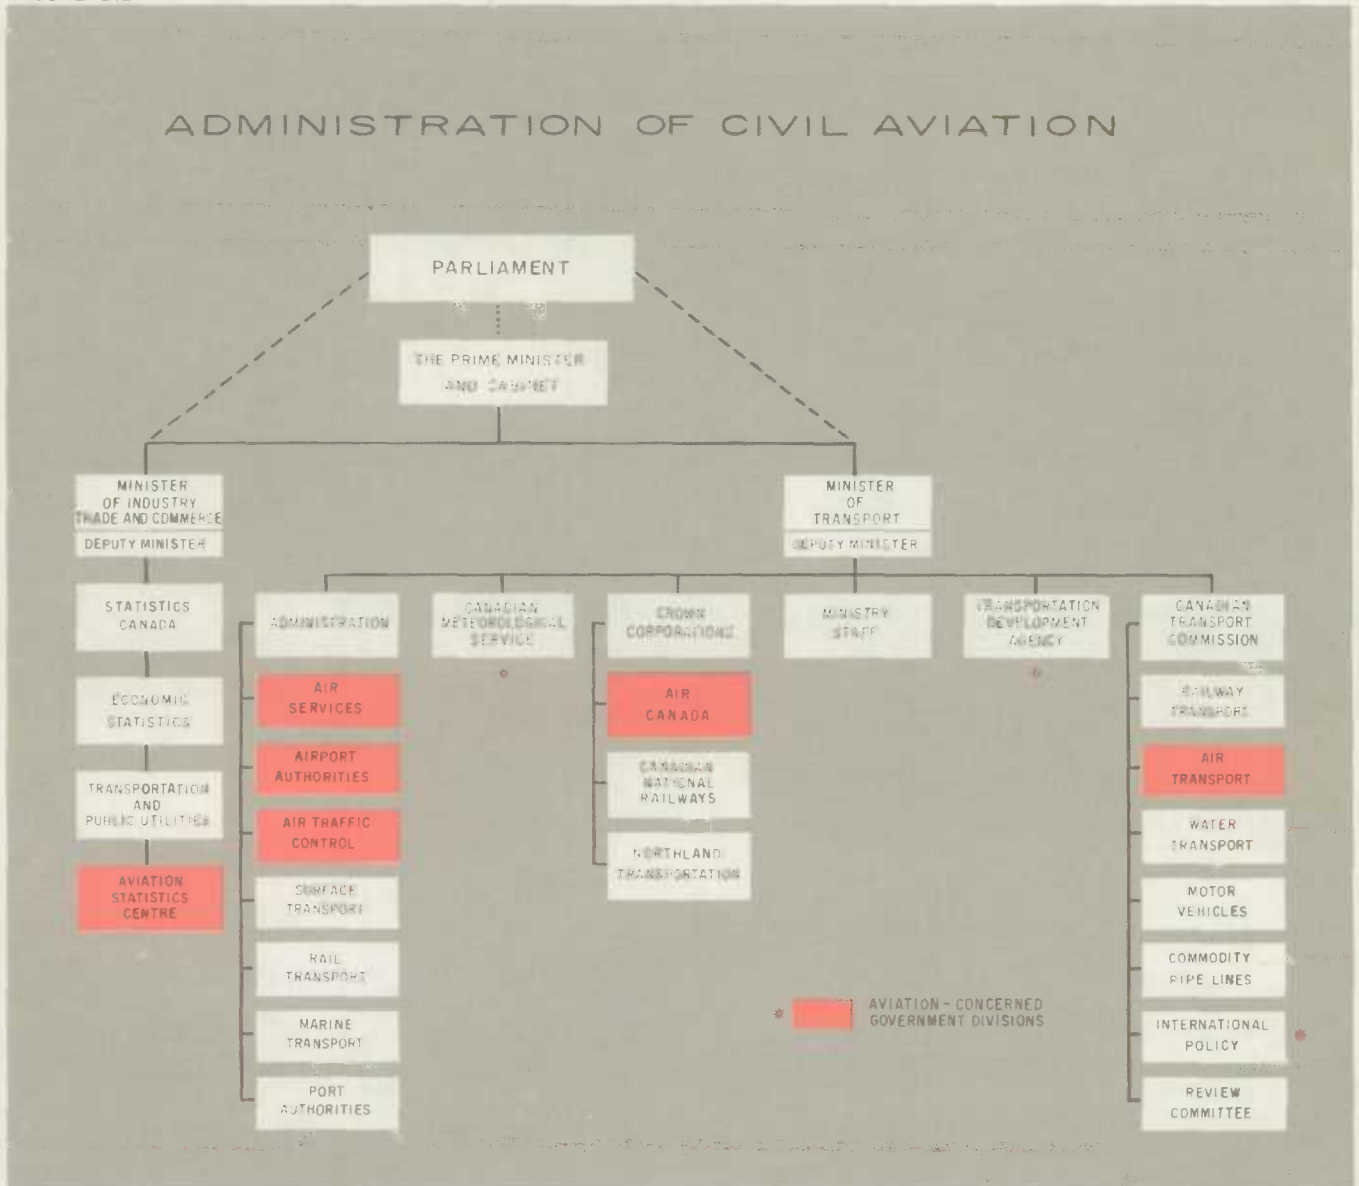 ADMINISTRATION OF CIVIL AVIATION
PARLIAMENT
THE PRIME MINISTER
AND CABINET
MINISTER
OF INDUSTRY
TRADE AND COMMERCE
DEPUTY MINISTER
MINISTER
OF
TRANSPORT
DEPUTY MINISTER
STATISTICS
CANADA
ECONOMIC
STATISTICS
TRANSPORTATION
AND
PUBLIC UTILITIES
AVIATION
STATISTICS
CENTRE
ADMINISTRATION
AIR
SERVICES
AIRPORT
AUTHORITIES
AIR TRAFFIC
CONTROL
SURFACE
TRANSPORT
RAIL
TRANSPORT
MARINE
TRANSPORT
PORT
AUTHORITIES
CANADIAN
METEOROLOGICAL
SERVICE
*
CROWN
CORPORATIONS
AIR
CANADA
CANADIAN
NATIONAL
RAILWAYS
NORTHLAND
TRANSPORTATION
MINISTRY
STAFF
TRANSPORTATION
DEVELOPMENT
AGENCY
*
CANADIAN
TRANSPORT
COMMISSION
RAILWAY
TRANSPORT
AIR
TRANSPORT
WATER
TRANSPORT
MOTOR
VEHICLES
COMMODITY
PIPE LINES
INTERNATIONAL
POLICY *
REVIEW
COMMITTEE
* AVIATION - CONCERNED
GOVERNMENT DIVISIONS